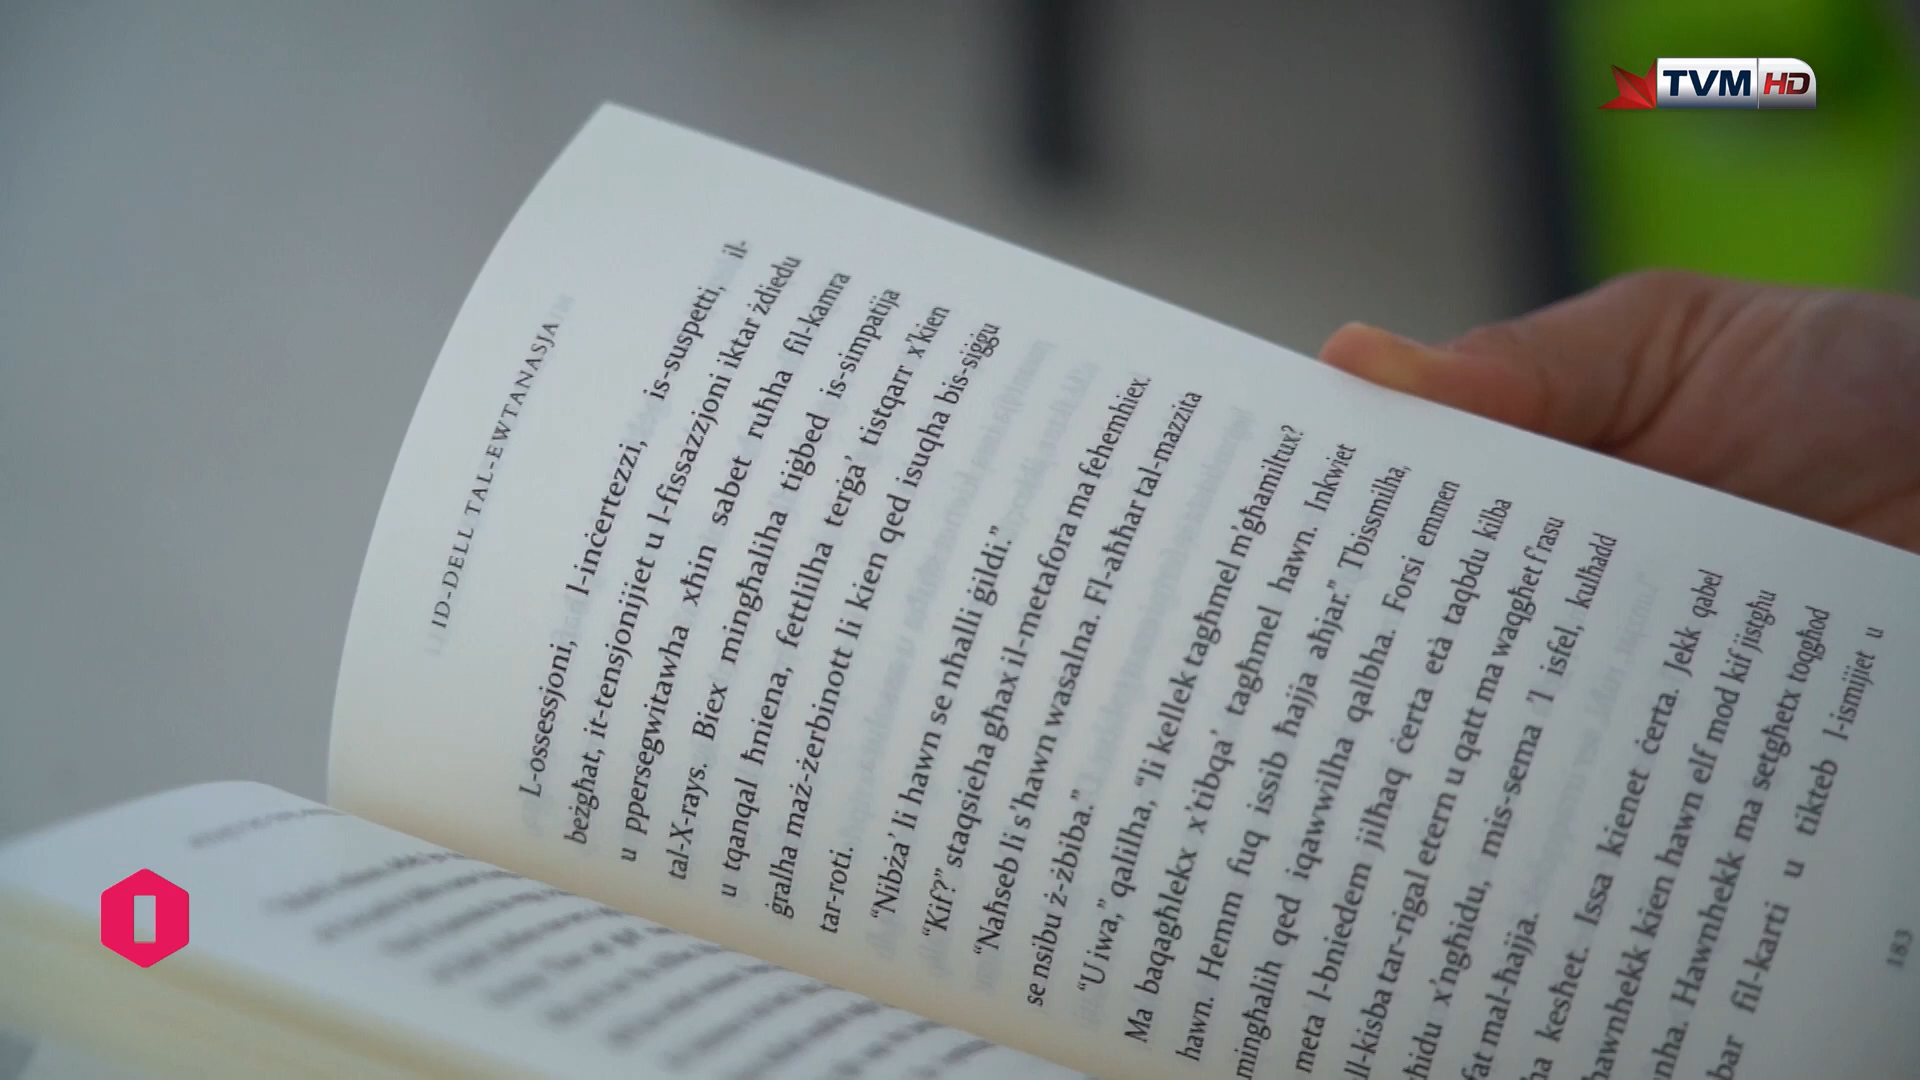 TVM HD
ID-DELL TAL-EWTANASJA
L-ossessjoni, l-inċertezzi, is-suspetti, il-
beżgħat, it-tensjonijiet u l-fissazzjoni iktar żdiedu
u ppersegwitawha xħin sabet ruħha fil-kamra
tal-X-rays. Biex mingħaliha tiġbed is-simpatija
u tqanqal ħniena, fettlilha terġa' tistqarr x'kien
ġralha maż-żerbinott li kien qed isuqha bis-siġġu
tar-roti.
"Nibża' li hawn se nħalli ġildi."
"Kif?" staqsieha għax il-metafora ma fehemhiex.
"Naħseb li s'hawn wasalna. Fl-aħħar tal-mazzita
se nsibu ż-żbiba."
"U iwa," qalilha, "li kellek tagħmel m'għamiltux?
Ma baqagħlekx x'tibqa' tagħmel hawn. Inkwiet
hawn. Hemm fuq issib ħajja aħjar." Tbissmilha,
mingħalih qed iqawwilha qalbha. Forsi emmen
meta l-bniedem jilħaq ċerta età taqbdu kilba
ll-kisba tar-rigal etern u qatt ma waqgħet f'rasu
ħidu x'ngħidu, mis-sema 'l isfel, kulħadd
fat mal-ħajja.
ħa kesħet. Issa kienet ċerta. Jekk qabel
hawnhekk kien hawn elf mod kif jistgħu
nha. Hawnhekk ma setgħetx toqgħod
bar fil-karti u tikteb l-ismijiet u
183